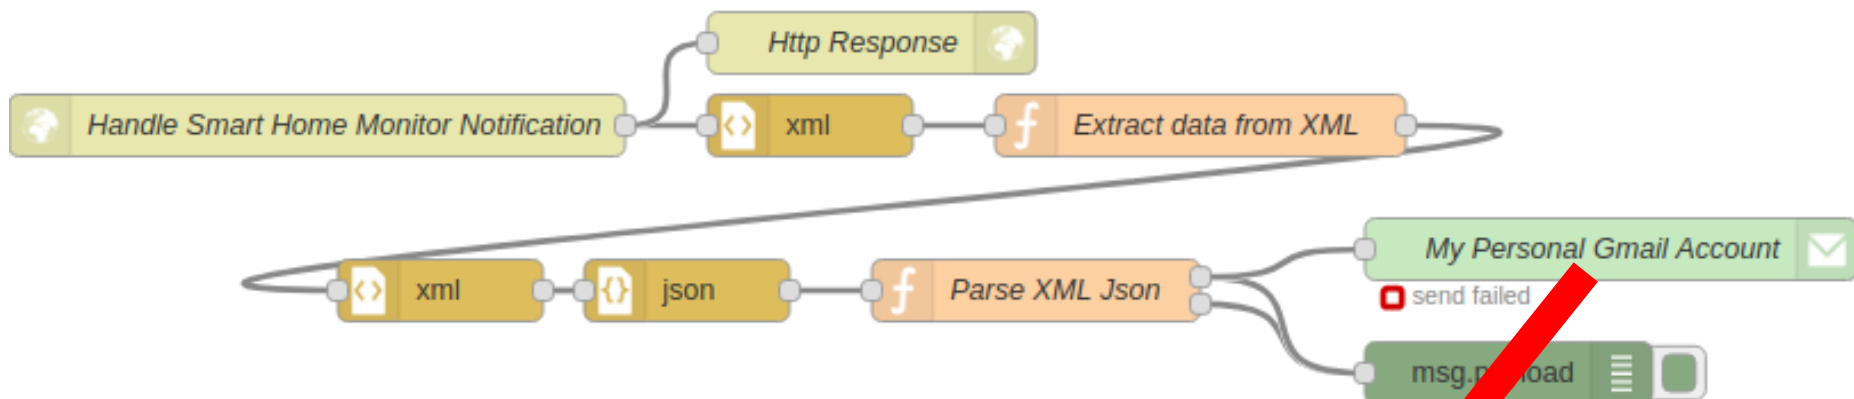 Http Response
Handle Smart Home Monitor Notification
xml
Extract data from XML
xml
json
Parse XML Json
My Personal Gmail Account
send failed